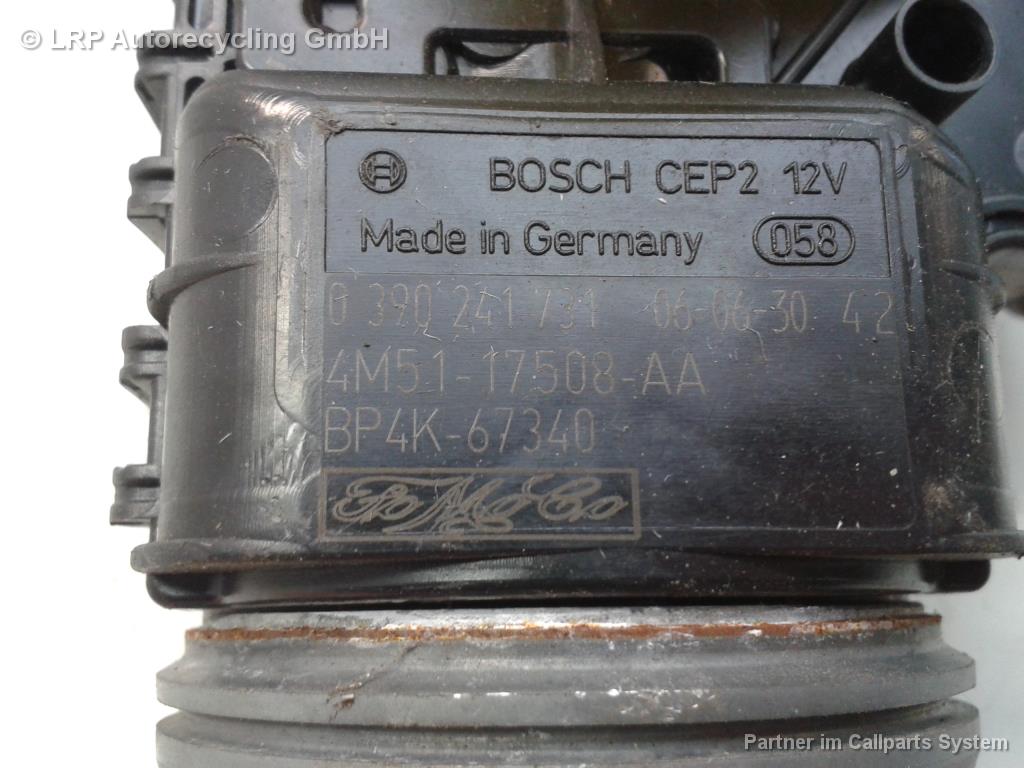 © LRP Autorecycling GmbH
BOSCH CEP2 12V
Made in Germany 058
0 390 241 731 06-06-30 42
4M51-17508-AA
BP4K-67340
FoMoCo
Partner im Callparts System